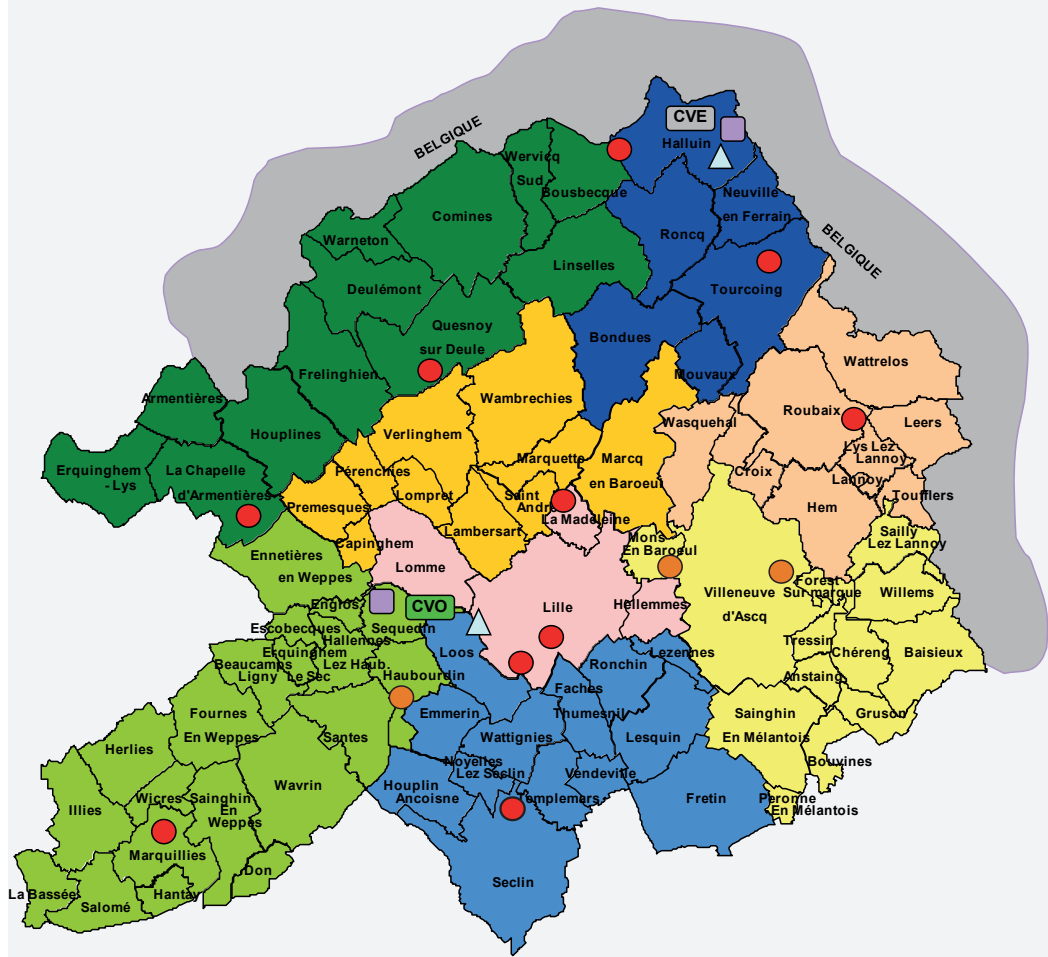 CVE
Halluin
BELGIQUE
Wervicq
Sud
Bousbecque
Neuville
en Ferrain
Comines
Roncq
Warneton
BELGIQUE
Linselles
Deulémont
Tourcoing
Quesnoy
sur Deule
Bondues
Wattrelos
Frelinghien
Mouvaux
Armentières
Wambrechies
Roubaix
Leers
Wasquehal
Houplines
Verlinghem
Lys Lez
Lannoy
Marquette
Marcq
en Baroeul
Erquinghem
- Lys
La Chapelle
d'Armentières
Pérenchies
Croix
Lannoy
Toufflers
Lompret
Saint
André
Premesques
Hem
La Madeleine
Lambersart
Sailly
Lez Lannoy
Capinghem
Mons
En Baroeul
Ennetières
en Weppes
Lomme
Forest
Sur marque
Villeneuve
d'Ascq
Willems
Englos
CVO
Lille
Hellemmes
Escobecques
Sequedin
Hallennes
Lez Haub.
Tressin
Erquinghem
Le Sec
Loos
Lezennes
Chéreng
Baisieux
Beaucamps
Ligny
Ronchin
Haubourdin
Anstaing
Faches
Thumesnil
Fournes
En Weppes
Emmerin
Sainghin
En Mélantois
Gruson
Santes
Wattignies
Lesquin
Herlies
Noyelles
Lez Seclin
Bouvines
Vendeville
Wavrin
Houplin
Ancoisne
Wicres
Sainghin
En
Weppes
Templemars
Fretin
Peronne
En Mélantois
Illies
Marquillies
Don
Seclin
La Bassée
Hantay
Salomé